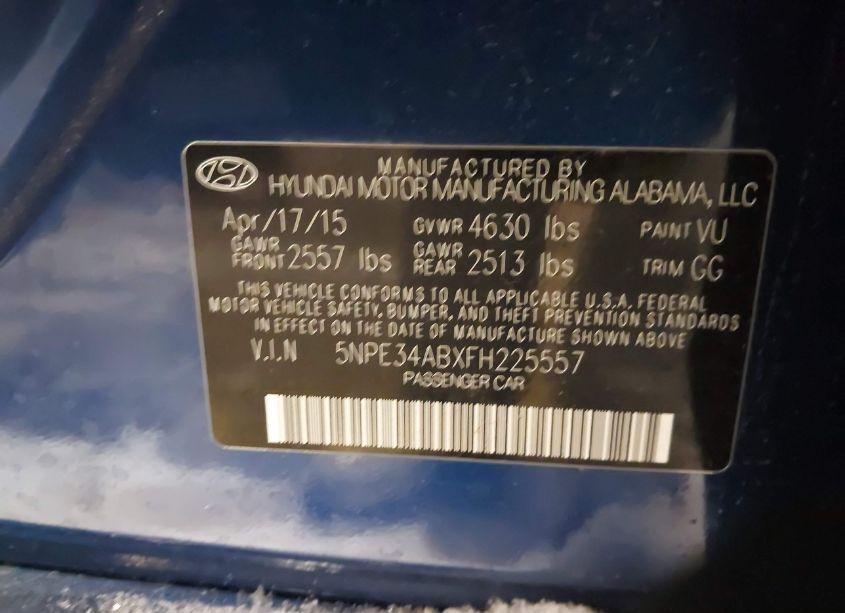 MANUFACTURED BY
HYUNDAI MOTOR MANUFACTURING ALABAMA, LLC
Apr/17/15 GVWR 4630 lbs PAINT VU
GAWR FRONT 2557 lbs GAWR REAR 2513 lbs TRIM GG
THIS VEHICLE CONFORMS TO ALL APPLICABLE U.S.A. FEDERAL
MOTOR VEHICLE SAFETY, BUMPER, AND THEFT PREVENTION STANDARDS
IN EFFECT ON THE DATE OF MANUFACTURE SHOWN ABOVE
V.I.N 5NPE34ABXFH225557
PASSENGER CAR